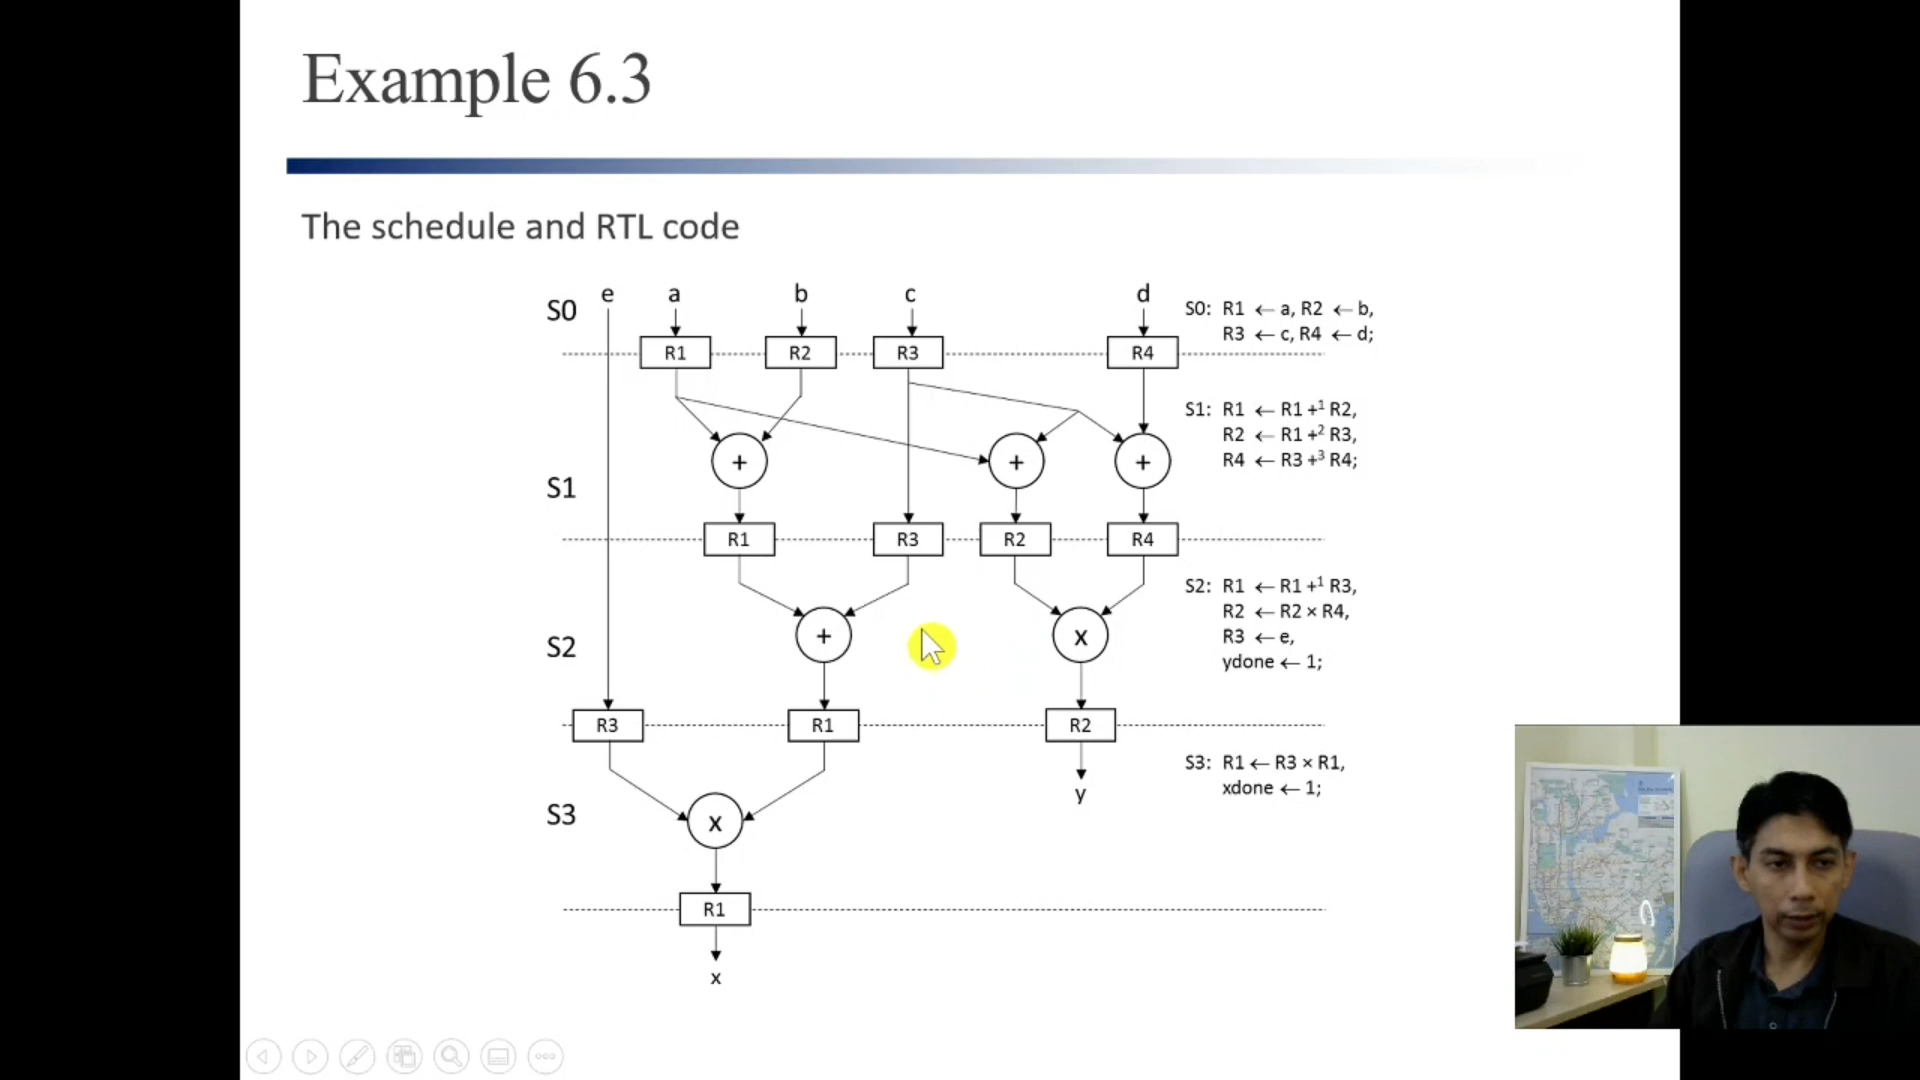 Example 6.3
The schedule and RTL code
S0 e a b c d
S0: R1 ← a, R2 ← b,
R3 ← c, R4 ← d;
R1 R2 R3 R4
S1: R1 ← R1 +¹ R2,
R2 ← R1 +² R3,
R4 ← R3 +³ R4;
+ + +
S1
R1 R3 R2 R4
S2: R1 ← R1 +¹ R3,
R2 ← R2 × R4,
R3 ← e,
ydone ← 1;
+ x
S2
R3 R1 R2
S3: R1 ← R3 × R1,
xdone ← 1;
y
S3 x
R1
x